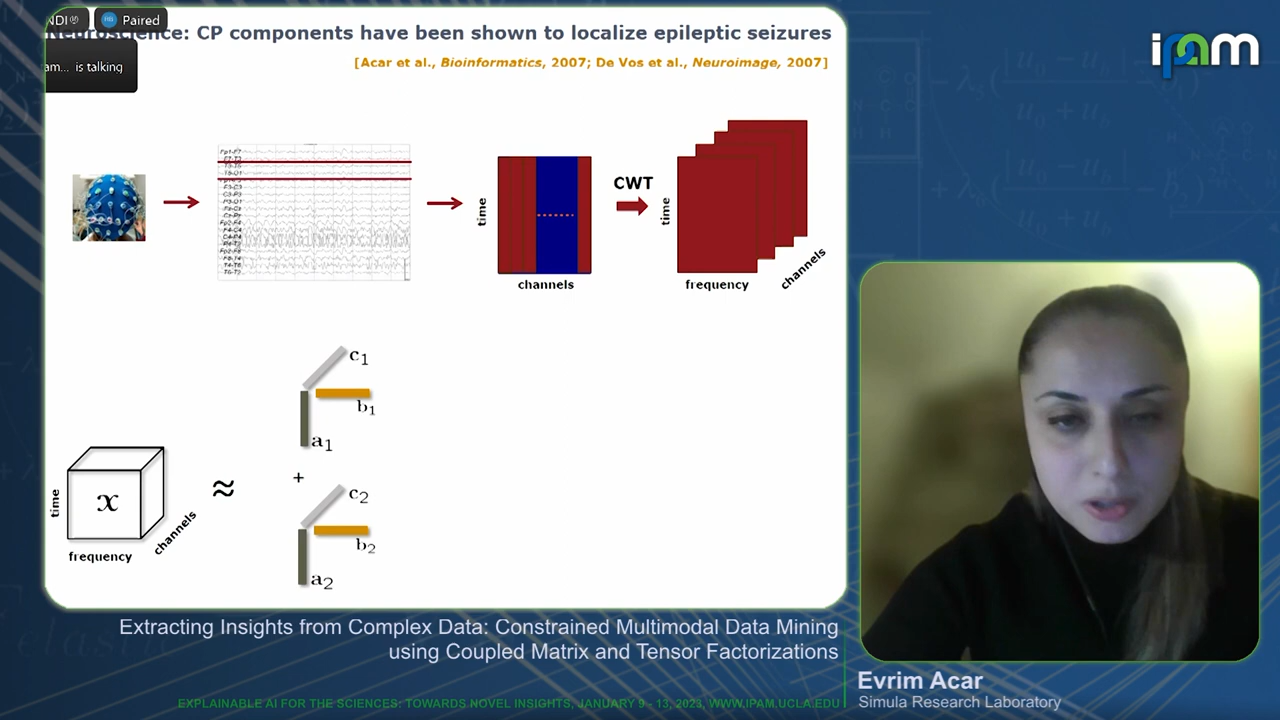 NDI®
Paired
Neuroscience: CP components have been shown to localize epileptic seizures
am... is talking
[Acar et al., Bioinformatics, 2007; De Vos et al., Neuroimage, 2007]
ipam
time
channels
CWT
time
frequency
channels
c1
b1
a1
+
time
X
frequency
channels
≈
c2
b2
a2
Extracting Insights from Complex Data: Constrained Multimodal Data Mining
using Coupled Matrix and Tensor Factorizations
Evrim Acar
Simula Research Laboratory
EXPLAINABLE AI FOR THE SCIENCES: TOWARDS NOVEL INSIGHTS, JANUARY 9 - 13, 2023, WWW.IPAM.UCLA.EDU